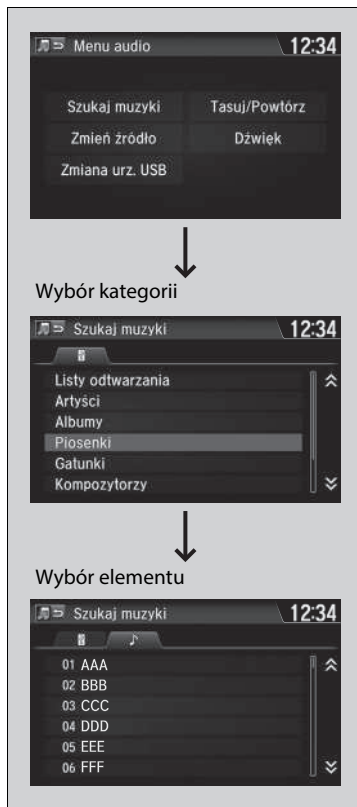 Menu audio 12:34
Szukaj muzyki Tasuj/Powtórz
Zmień źródło Dźwięk
Zmiana urz. USB
Wybór kategorii
Szukaj muzyki 12:34
Listy odtwarzania
Artyści
Albumy
Piosenki
Gatunki
Kompozytorzy
Wybór elementu
Szukaj muzyki 12:34
01 AAA
02 BBB
03 CCC
04 DDD
05 EEE
06 FFF